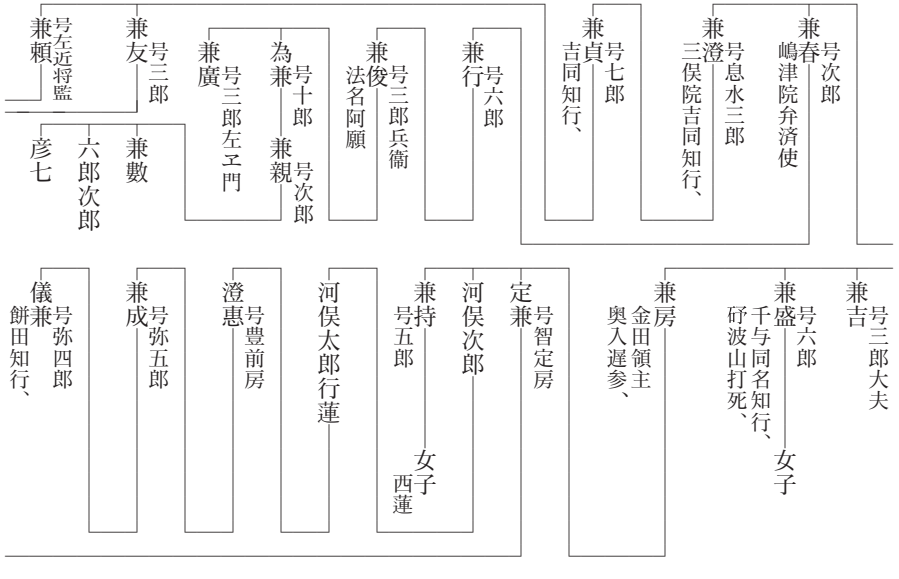 兼春
号次郎
嶋津院弁済使
兼澄
号息水三郎
三俣院吉同知行、
兼貞
号七郎
吉同知行、
兼行
号六郎
兼俊
号三郎兵衞
法名阿願
為兼
号十郎
兼親
号次郎
兼廣
号三郎左ヱ門
兼友
号三郎
兼數
六郎次郎
彦七
兼頼
号左近将監
兼吉
号三郎大夫
兼盛
号六郎
千与同名知行、
砕波山打死、
女子
兼房
金田領主
奥入遅参、
定兼
号智定房
河俣次郎
兼持
号五郎
女子
西蓮
河俣太郎行蓮
澄惠
号豊前房
兼成
号弥五郎
儀兼
号弥四郎
餅田知行、